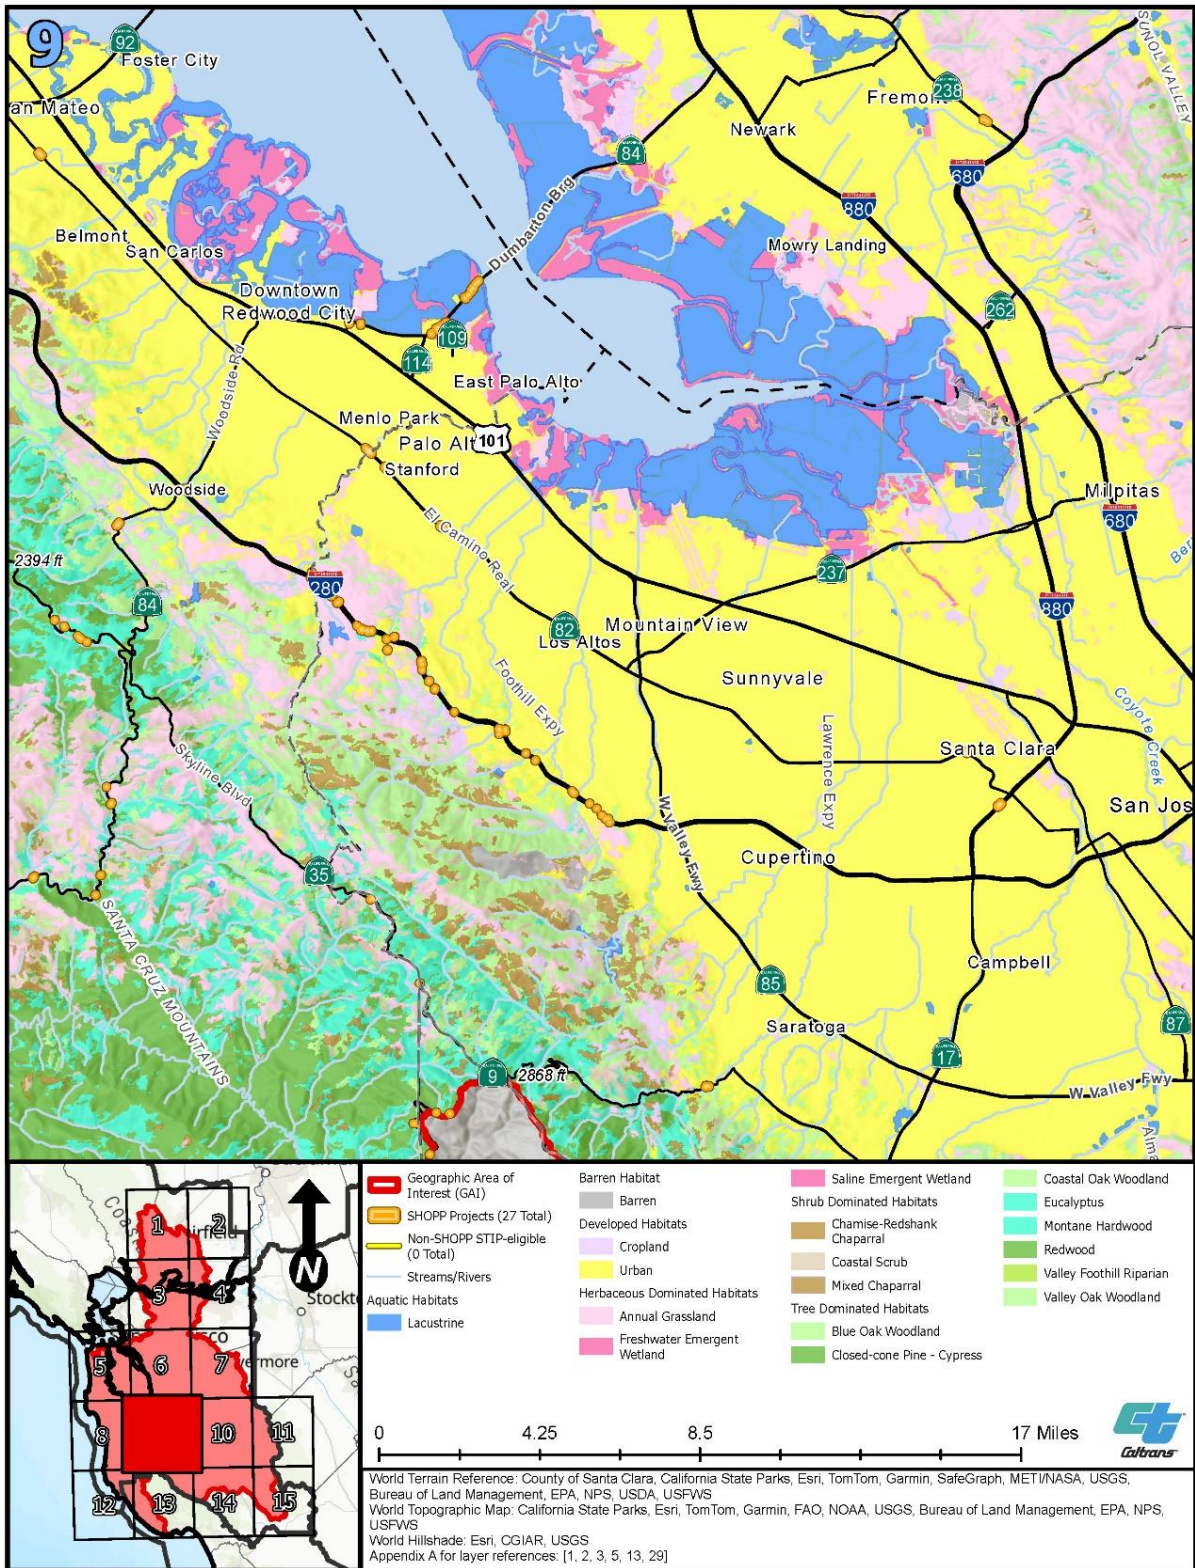 9
92
Foster City
SUNOL VALLEY
238
Fremont
an Mateo
Newark
84
680
880
Dumbarton Brg
Belmont
San Carlos
Mowry Landing
Downtown
Redwood City
262
109
114
East Palo Alto
Woodside Rd
Menlo Park
Palo Alt
101
Stanford
Woodside
Milpitas
680
El Camino Real
2394 ft
Ber
237
280
84
880
82
Mountain View
Los Altos
Foothill Expy
Sunnyvale
Coyote Creek
Lawrence Expy
Santa Clara
Skyline Blvd
San Jos
W Valley Fwy
Cupertino
35
SANTA CRUZ MOUNTAINS
Campbell
85
Saratoga
87
17
9
2868 ft
W Valley Fwy
Alma
1
2
irfield
Coast
3
4
Stockt
sco
5
6
7
vermore
8
10
11
12
13
14
15
N
Geographic Area of
Interest (GAI)
SHOPP Projects (27 Total)
Non-SHOPP STIP-eligible
(0 Total)
Streams/Rivers
Aquatic Habitats
Lacustrine
Barren Habitat
Barren
Developed Habitats
Cropland
Urban
Herbaceous Dominated Habitats
Annual Grassland
Freshwater Emergent
Wetland
Saline Emergent Wetland
Shrub Dominated Habitats
Chamise-Redshank
Chaparral
Coastal Scrub
Mixed Chaparral
Tree Dominated Habitats
Blue Oak Woodland
Closed-cone Pine - Cypress
Coastal Oak Woodland
Eucalyptus
Montane Hardwood
Redwood
Valley Foothill Riparian
Valley Oak Woodland
0 4.25 8.5 17 Miles
ct
Caltrans
World Terrain Reference: County of Santa Clara, California State Parks, Esri, TomTom, Garmin, SafeGraph, METI/NASA, USGS,
Bureau of Land Management, EPA, NPS, USDA, USFWS
World Topographic Map: California State Parks, Esri, TomTom, Garmin, FAO, NOAA, USGS, Bureau of Land Management, EPA, NPS,
USFWS
World Hillshade: Esri, CGIAR, USGS
Appendix A for layer references: [1, 2, 3, 5, 13, 29]